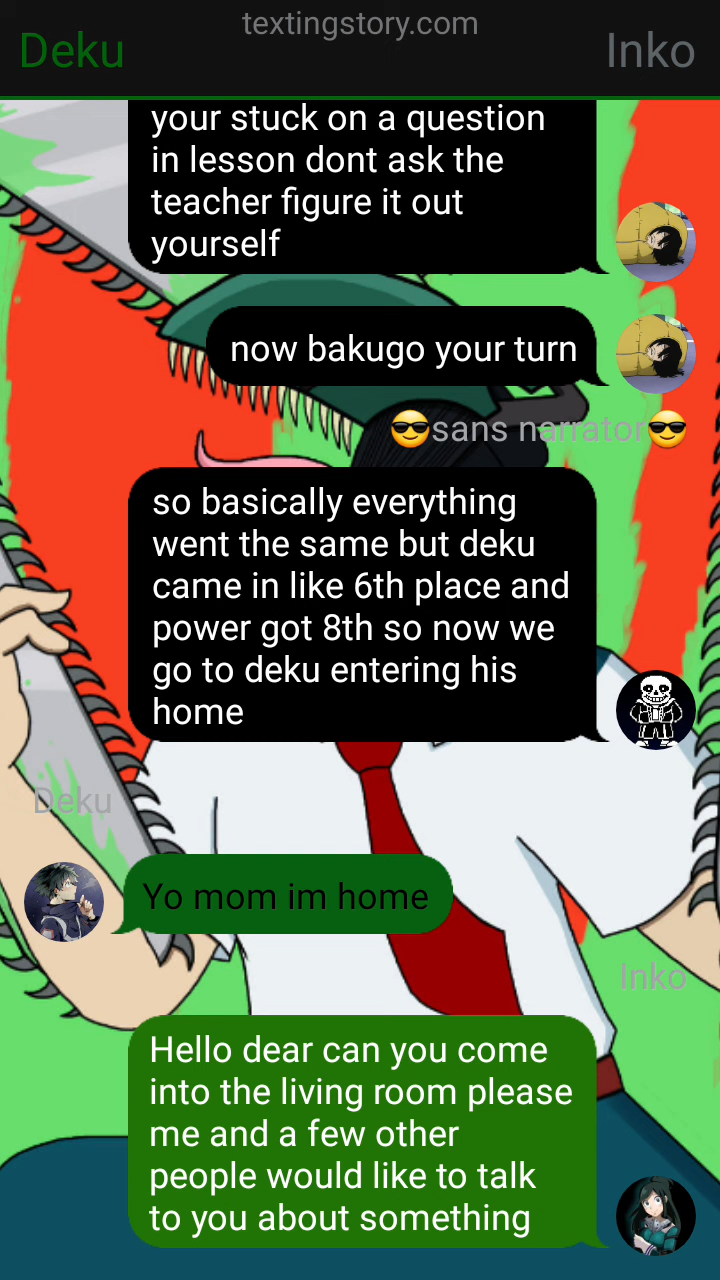 textingstory.com
Deku
Inko
your stuck on a question
in lesson dont ask the
teacher figure it out
yourself
now bakugo your turn
😎sans narrator😎
so basically everything
went the same but deku
came in like 6th place and
power got 8th so now we
go to deku entering his
home
Deku
Yo mom im home
Inko
Hello dear can you come
into the living room please
me and a few other
people would like to talk
to you about something